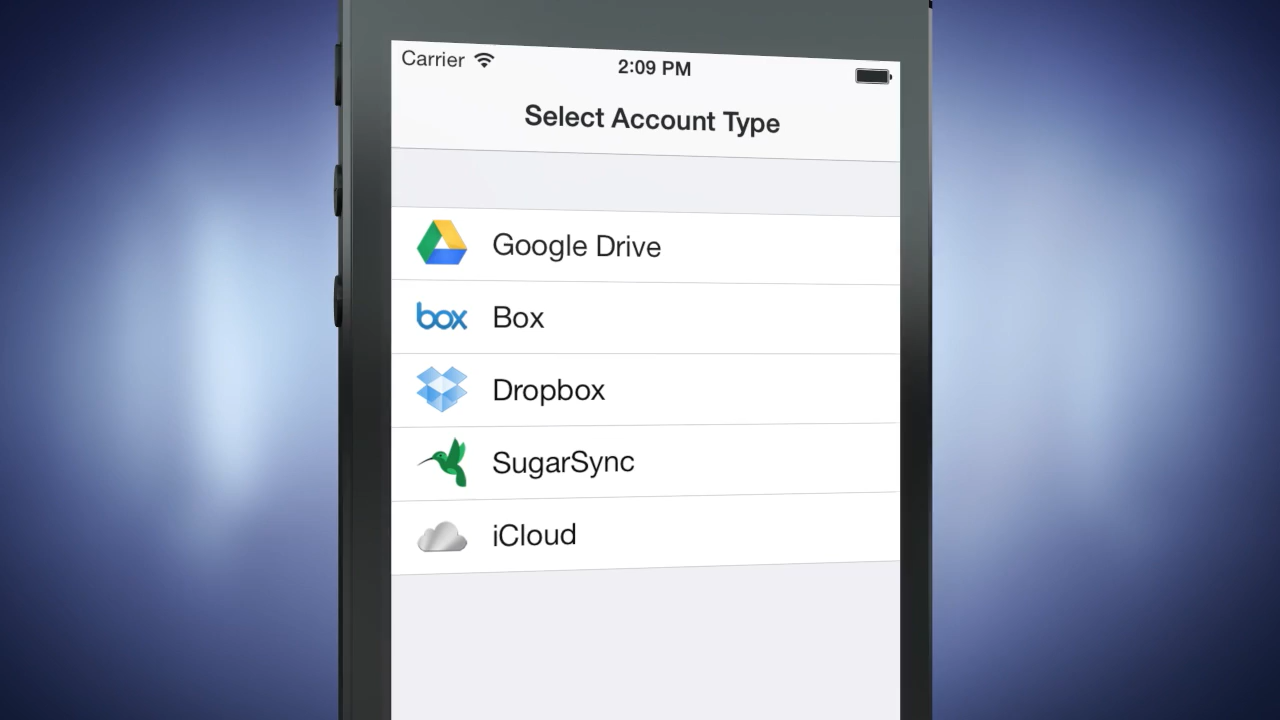 Carrier 2:09 PM
Select Account Type
Google Drive
box Box
Dropbox
SugarSync
iCloud